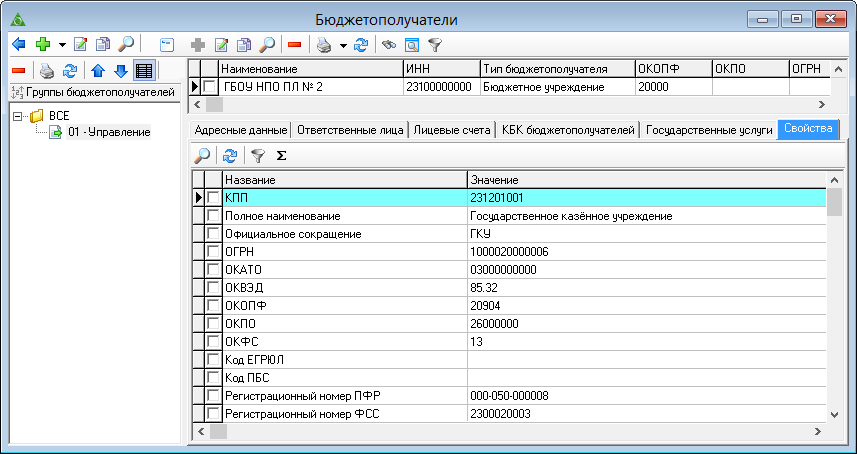 Бюджетополучатели
Группы бюджетополучателей
ВСЕ
01 - Управление
Наименование ИНН Тип бюджетополучателя ОКОПФ ОКПО ОГРН
ГБОУ НПО ПЛ № 2 23100000000 Бюджетное учреждение 20000
Адресные данные Ответственные лица Лицевые счета КБК бюджетополучателей Государственные услуги Свойства
Σ
Название Значение
КПП 231201001
Полное наименование Государственное казённое учреждение
Официальное сокращение ГКУ
ОГРН 1000020000006
ОКАТО 03000000000
ОКВЭД 85.32
ОКОПФ 20904
ОКПО 26000000
ОКФС 13
Код ЕГРЮЛ
Код ПБС
Регистрационный номер ПФР 000-050-000008
Регистрационный номер ФСС 2300020003